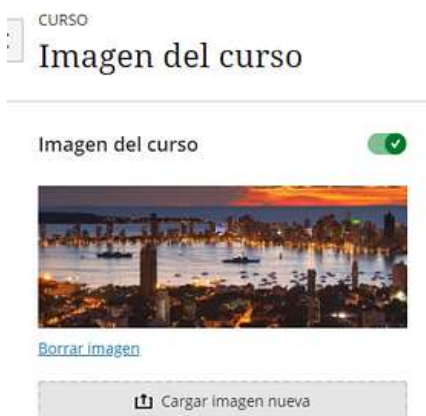 CURSO
Imagen del curso
Imagen del curso
Borrar imagen
Cargar imagen nueva